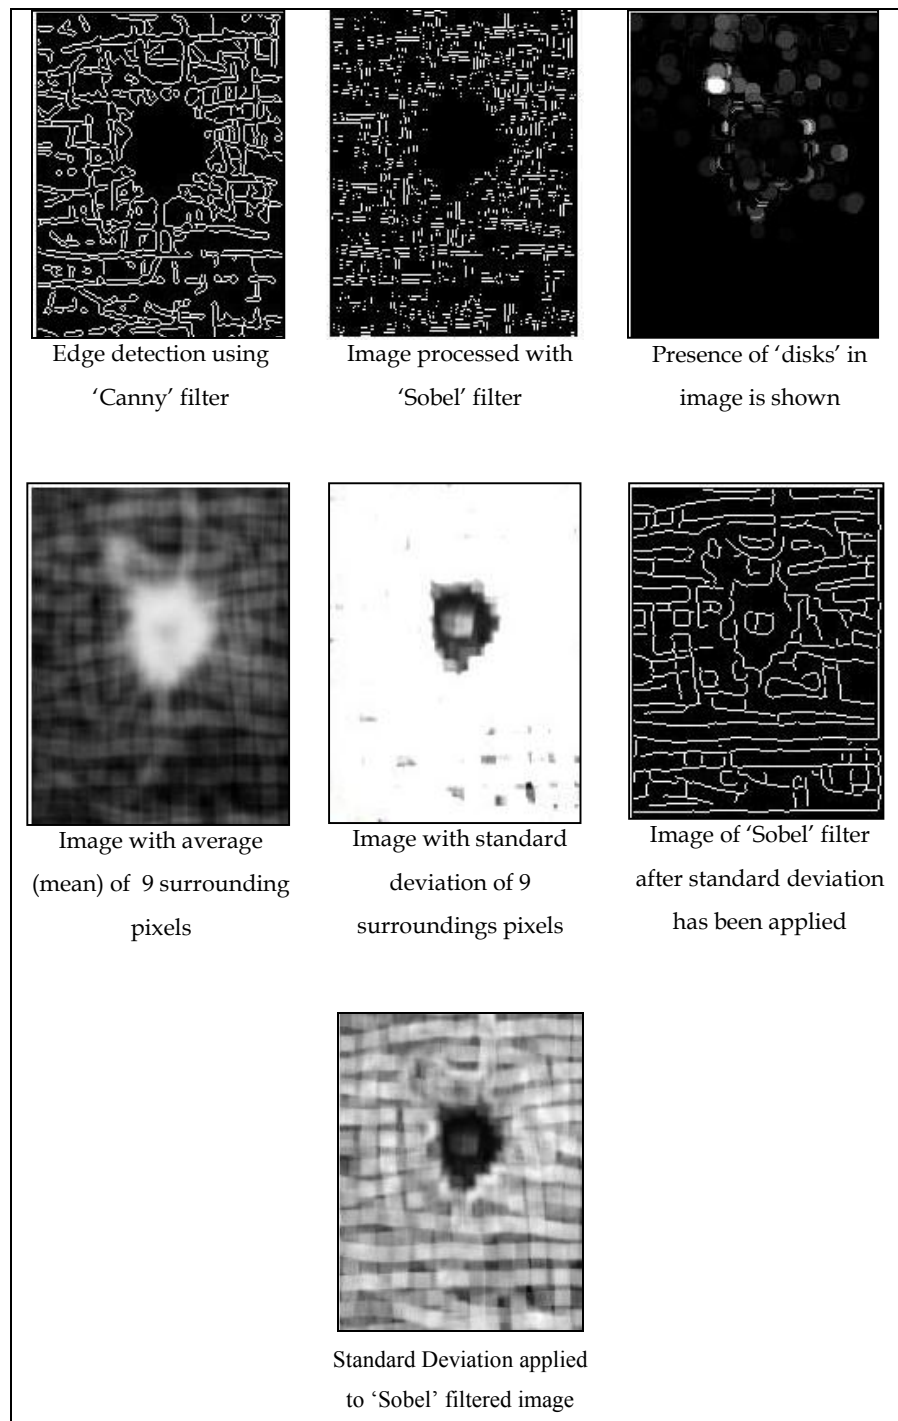 Edge detection using
‘Canny’ filter
Image processed with
‘Sobel’ filter
Presence of ‘disks’ in
image is shown
Image with average
(mean) of 9 surrounding
pixels
Image with standard
deviation of 9
surroundings pixels
Image of ‘Sobel’ filter
after standard deviation
has been applied
Standard Deviation applied
to ‘Sobel’ filtered image